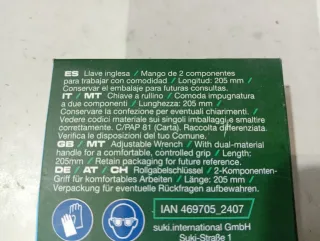 ES Llave inglesa / Mango de 2 componentes
para trabajar con comodidad / Longitud: 205 mm /
Conservar el embalaje para futuras consultas.
IT / MT Chiave a rullino / Comoda impugnatura
a due componenti / Lunghezza: 205 mm /
Conservare la confezione per eventuali chiarimenti. /
Vedere codici materiale sui singoli imballaggi e smaltire
correttamente. C/PAP 81 (Carta). Raccolta differenziata.
Verifica le disposizioni del tuo Comune.
GB / MT Adjustable Wrench / With dual-material
handle for a comfortable, controlled grip / Length:
205mm / Retain packaging for future reference.
DE / AT / CH Rollgabelschlüssel / 2-Komponenten-
Griff für komfortables Arbeiten / Länge: 205 mm /
Verpackung für eventuelle Rückfragen aufbewahren.
IAN 469705_2407
suki.international GmbH
Suki-Straße 1